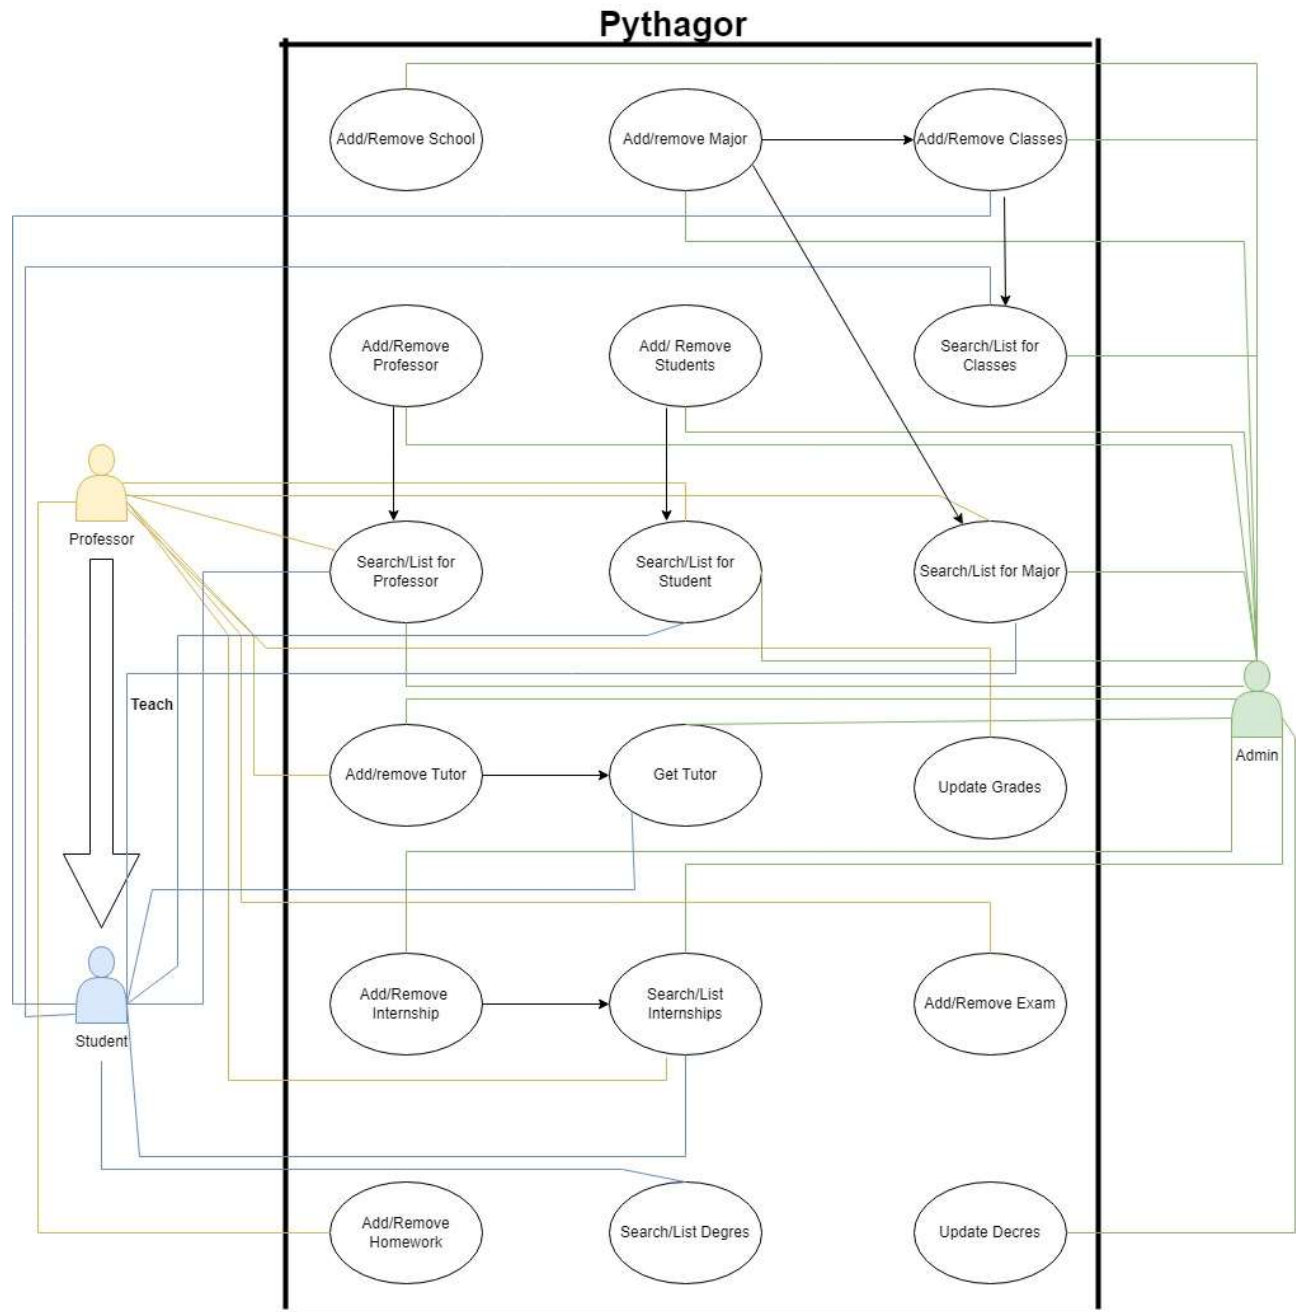 Pythagor
Add/Remove School
Add/remove Major
Add/Remove Classes
Add/Remove
Professor
Add/ Remove
Students
Search/List for
Classes
Professor
Search/List for
Professor
Search/List for
Student
Search/List for Major
Teach
Add/remove Tutor
Get Tutor
Update Grades
Admin
Add/Remove
Internship
Search/List
Internships
Add/Remove Exam
Student
Add/Remove
Homework
Search/List Degres
Update Decres